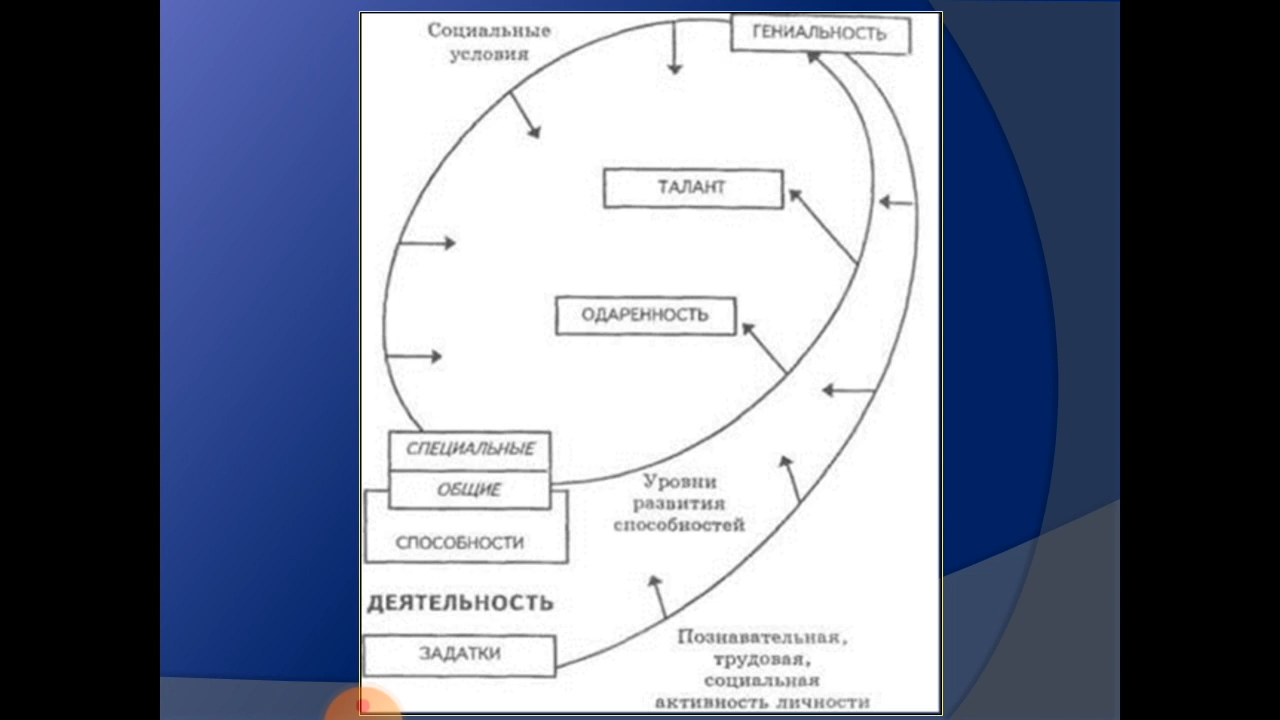 Социальные
условия
ГЕНИАЛЬНОСТЬ
ТАЛАНТ
ОДАРЕННОСТЬ
СПЕЦИАЛЬНЫЕ
ОБЩИЕ
СПОСОБНОСТИ
Уровни
развития
способностей
ДЕЯТЕЛЬНОСТЬ
ЗАДАТКИ
Познавательная,
трудовая,
социальная
активность личности